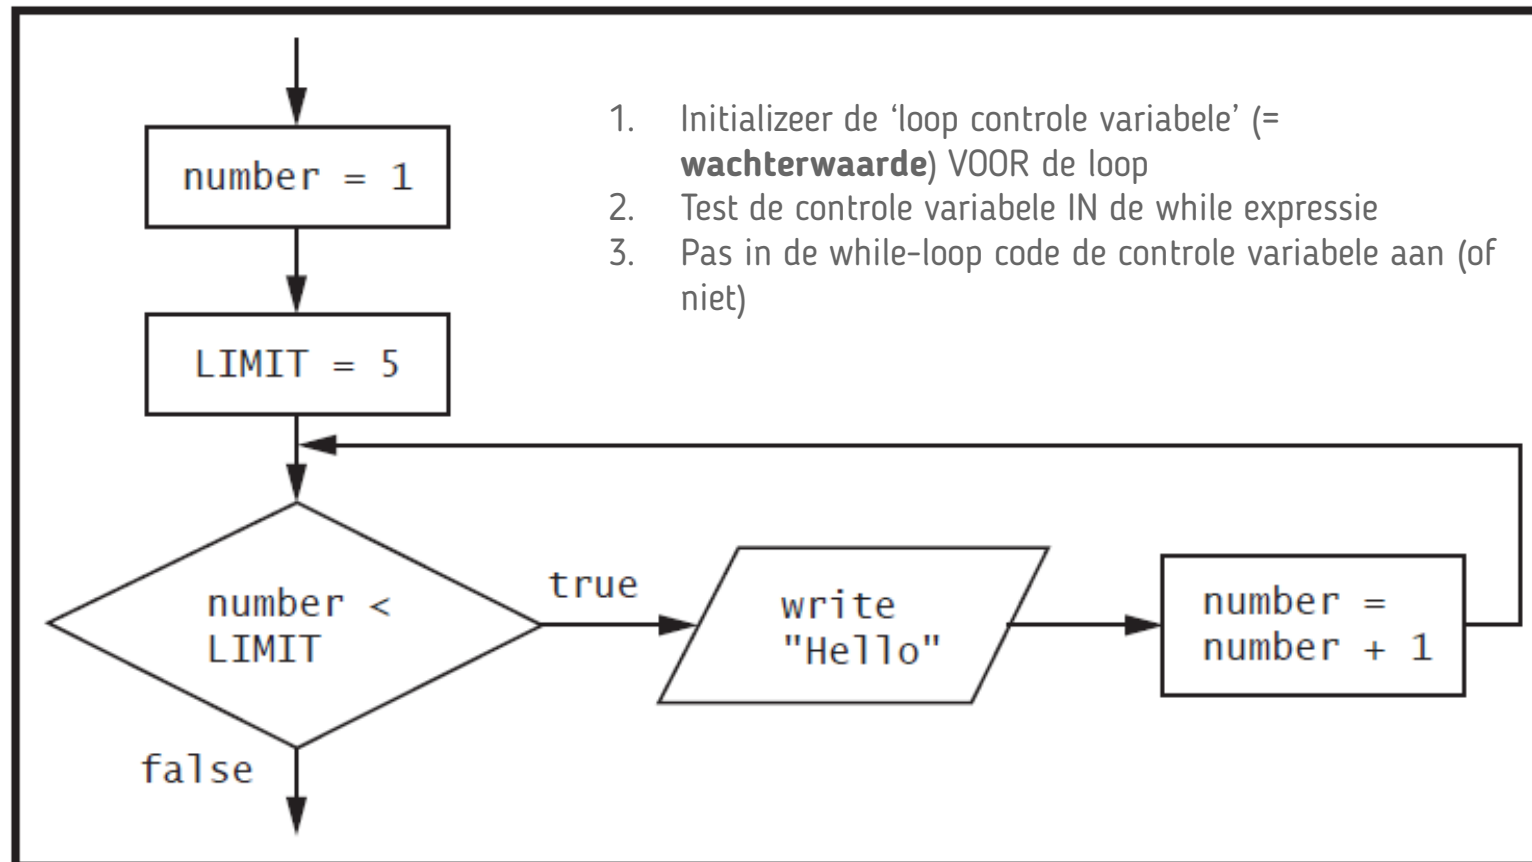 number = 1
LIMIT = 5
1. Initializeer de ‘loop controle variabele’ (=
wachterwaarde) VOOR de loop
2. Test de controle variabele IN de while expressie
3. Pas in de while-loop code de controle variabele aan (of
niet)
number <
LIMIT
true
write
"Hello"
number =
number + 1
false